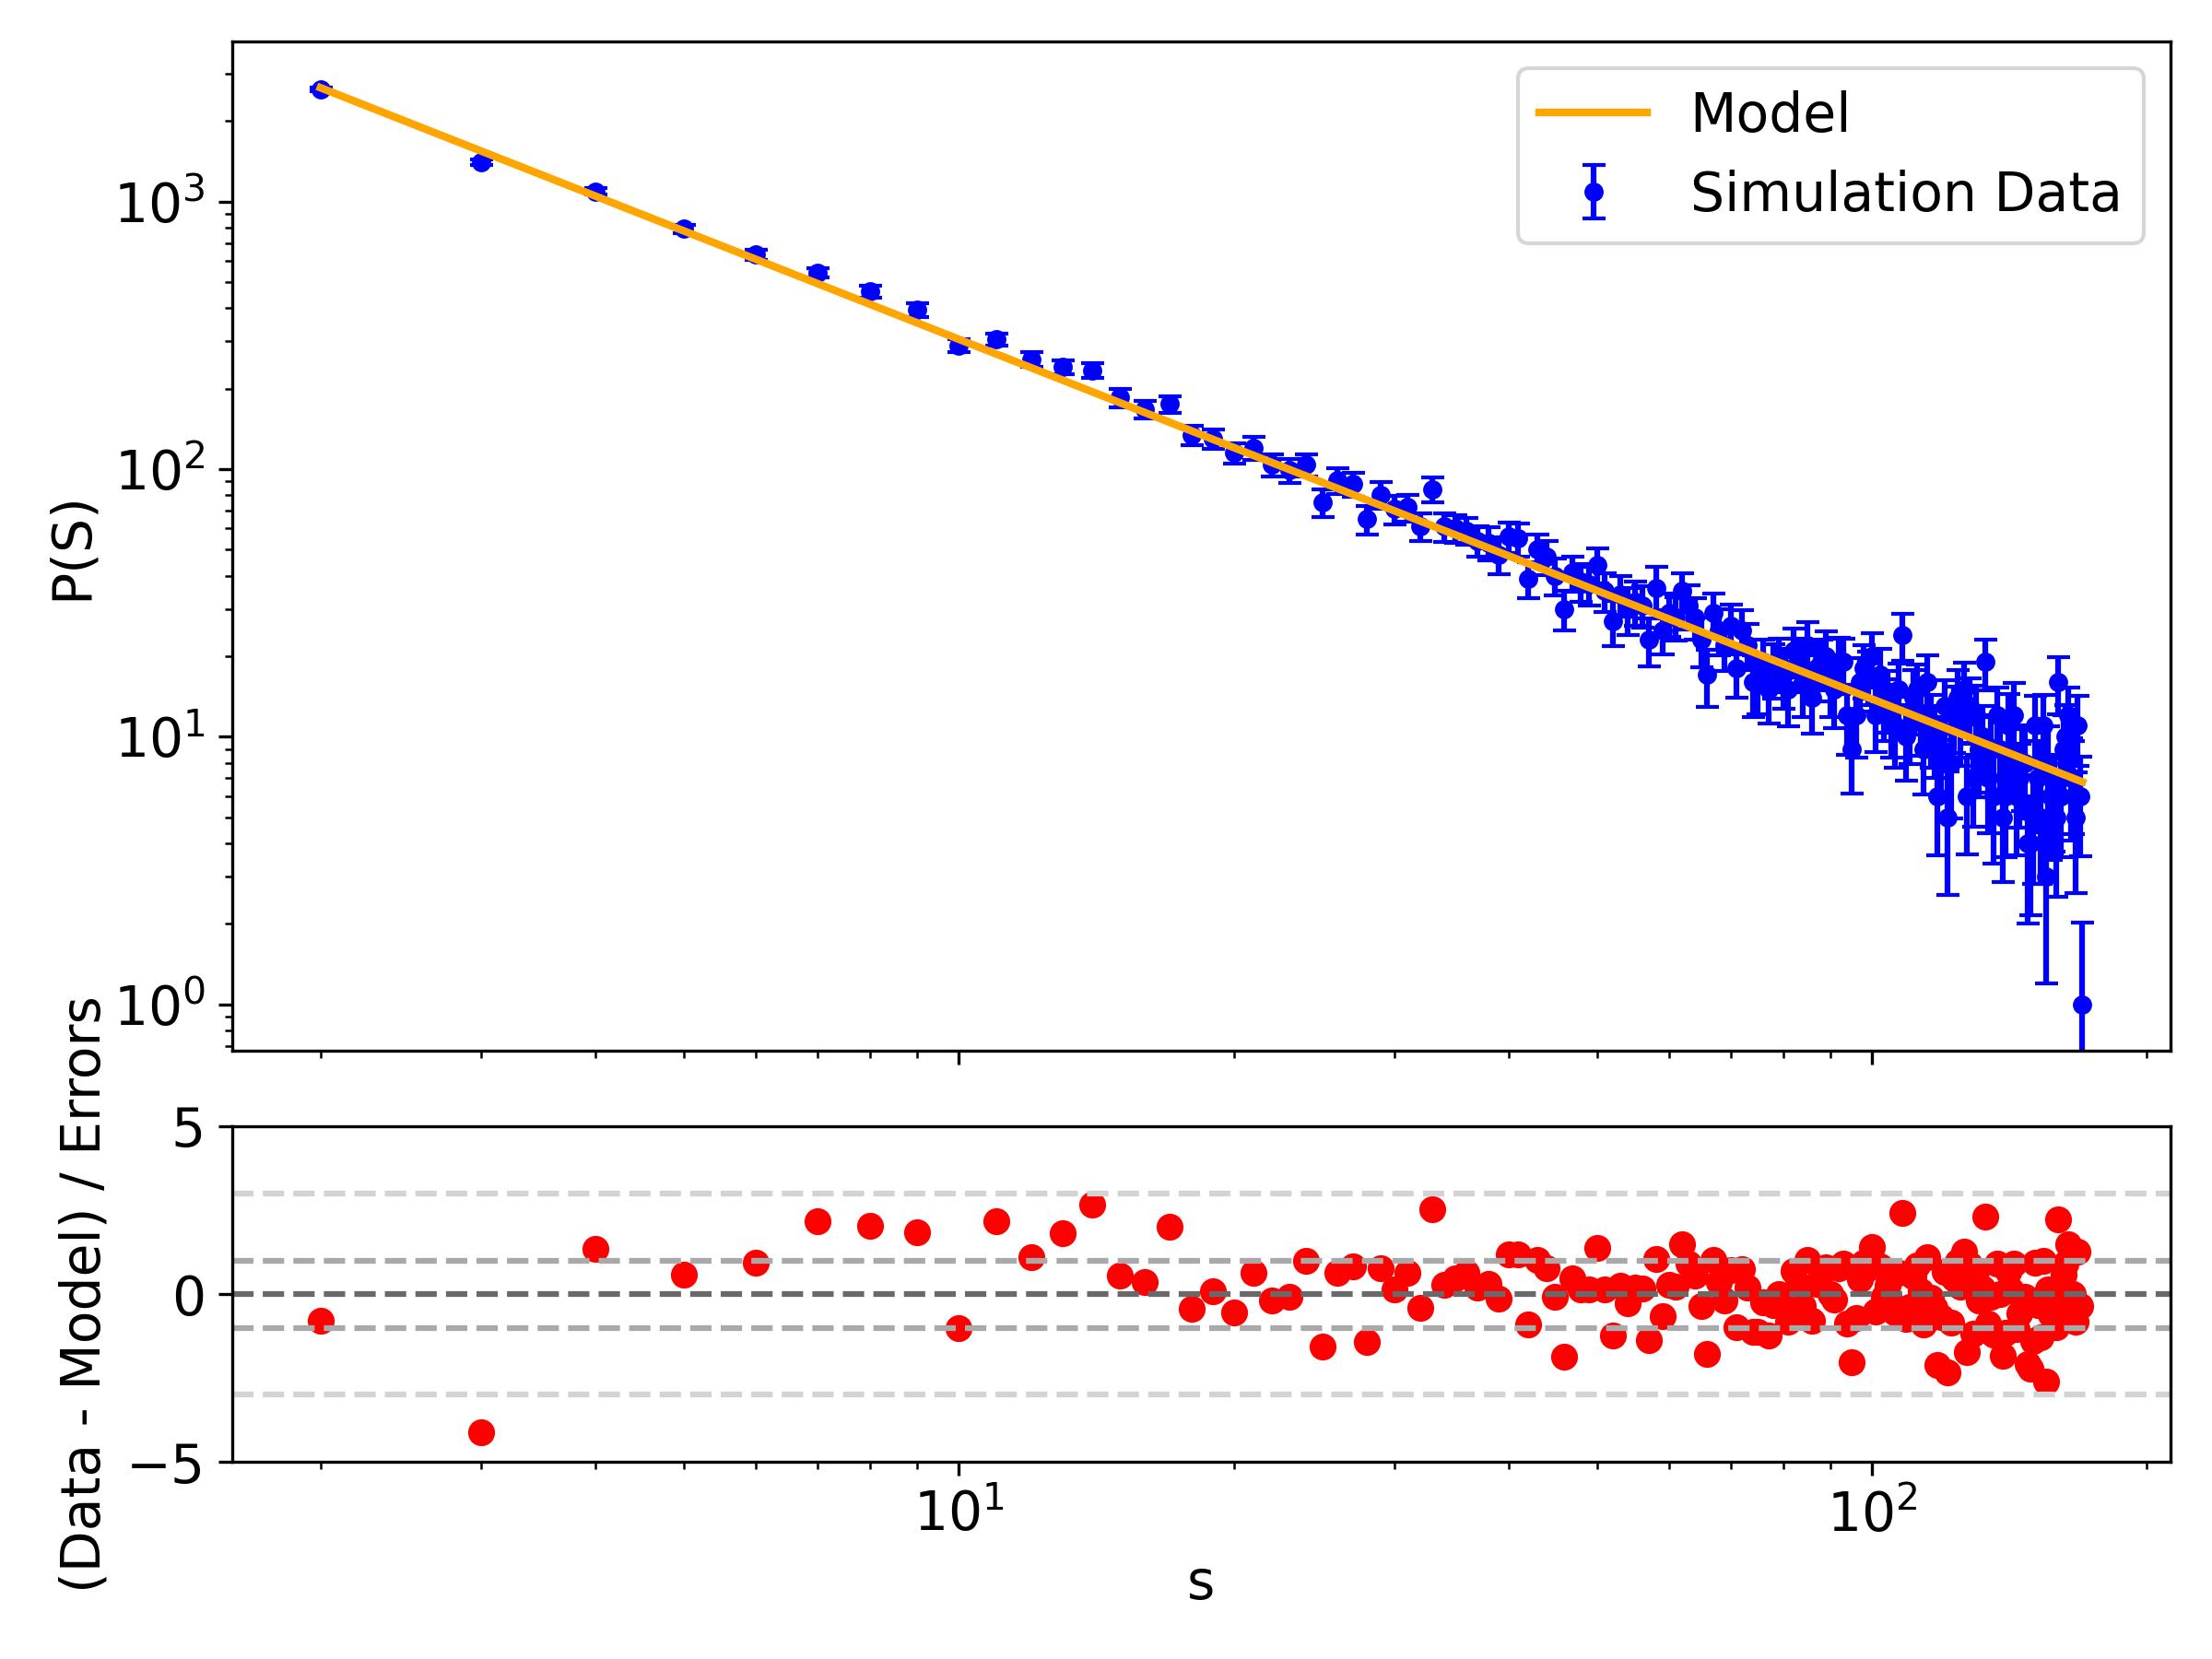 Model
Simulation Data
P(S)
10³
10²
10¹
10⁰
(Data - Model) / Errors
5
0
−5
10¹
10²
s